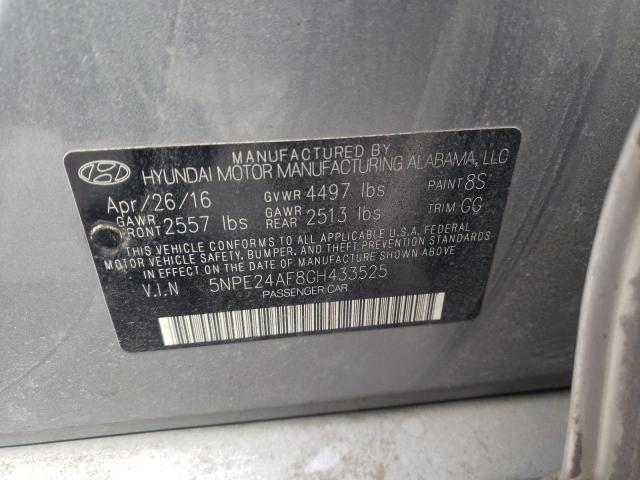 MANUFACTURED BY
HYUNDAI MOTOR MANUFACTURING ALABAMA, LLC
Apr/26/16 GVWR 4497 lbs PAINT 8S
GAWR FRONT 2557 lbs GAWR REAR 2513 lbs TRIM GG
THIS VEHICLE CONFORMS TO ALL APPLICABLE U.S.A. FEDERAL
MOTOR VEHICLE SAFETY, BUMPER, AND THEFT PREVENTION STANDARDS
IN EFFECT ON THE DATE OF MANUFACTURE SHOWN ABOVE
V.I.N 5NPE24AF8GH433525
PASSENGER CAR